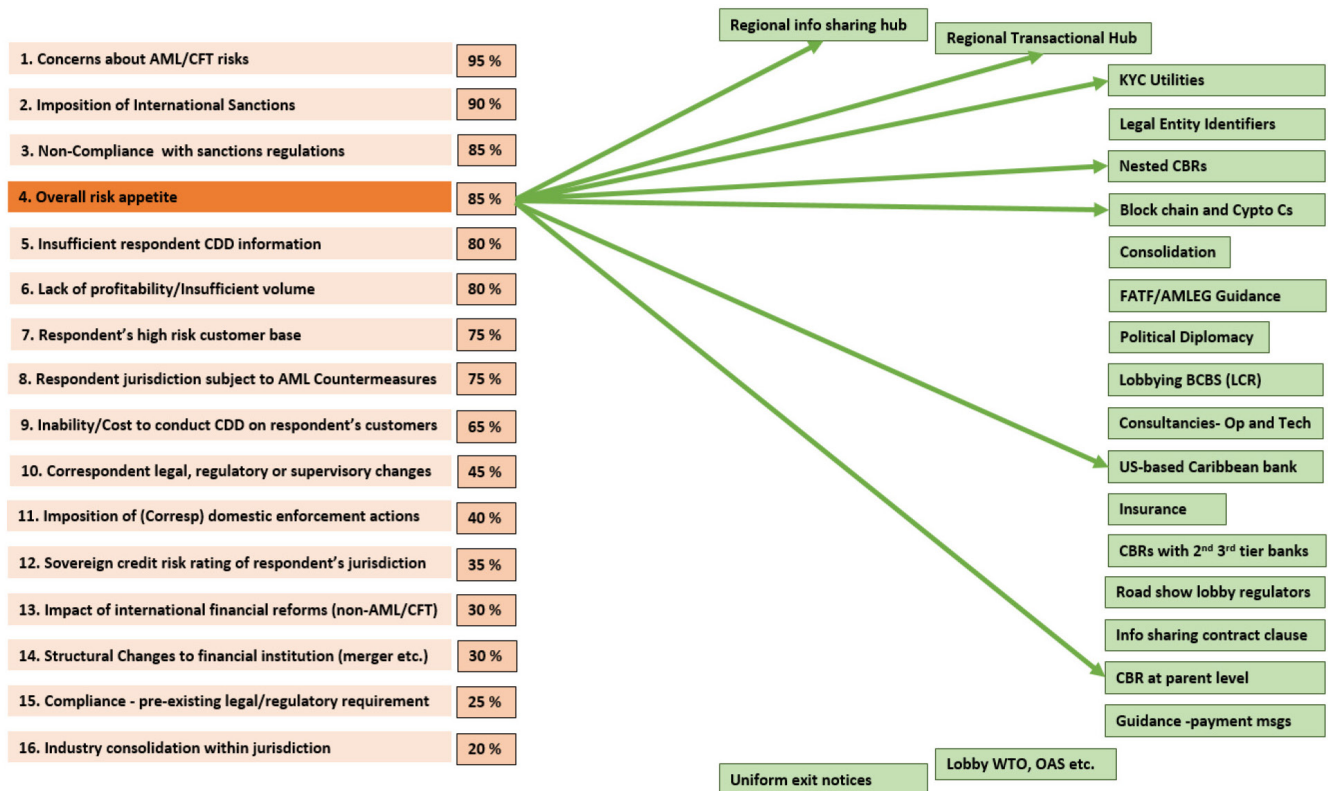 1. Concerns about AML/CFT risks 95 %
2. Imposition of International Sanctions 90 %
3. Non-Compliance with sanctions regulations 85 %
4. Overall risk appetite 85 %
5. Insufficient respondent CDD information 80 %
6. Lack of profitability/Insufficient volume 80 %
7. Respondent's high risk customer base 75 %
8. Respondent jurisdiction subject to AML Countermeasures 75 %
9. Inability/Cost to conduct CDD on respondent's customers 65 %
10. Correspondent legal, regulatory or supervisory changes 45 %
11. Imposition of (Corresp) domestic enforcement actions 40 %
12. Sovereign credit risk rating of respondent's jurisdiction 35 %
13. Impact of international financial reforms (non-AML/CFT) 30 %
14. Structural Changes to financial institution (merger etc.) 30 %
15. Compliance - pre-existing legal/regulatory requirement 25 %
16. Industry consolidation within jurisdiction 20 %
Regional info sharing hub
Regional Transactional Hub
KYC Utilities
Legal Entity Identifiers
Nested CBRs
Block chain and Cypto Cs
Consolidation
FATF/AMLEG Guidance
Political Diplomacy
Lobbying BCBS (LCR)
Consultancies- Op and Tech
US-based Caribbean bank
Insurance
CBRs with 2nd 3rd tier banks
Road show lobby regulators
Info sharing contract clause
CBR at parent level
Guidance -payment msgs
Lobby WTO, OAS etc.
Uniform exit notices